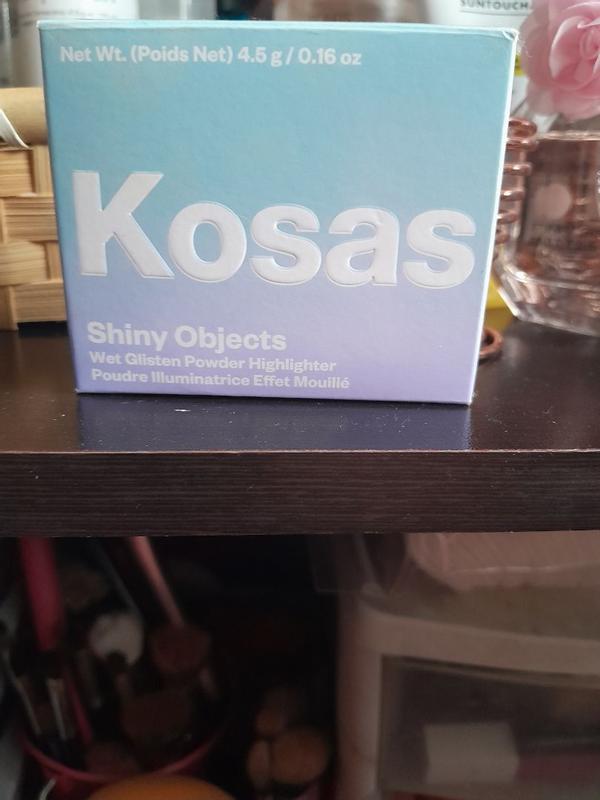 SUNTOUCHA
Net Wt. (Poids Net) 4.5 g / 0.16 oz
Kosas
Shiny Objects
Wet Glisten Powder Highlighter
Poudre Illuminatrice Effet Mouillé